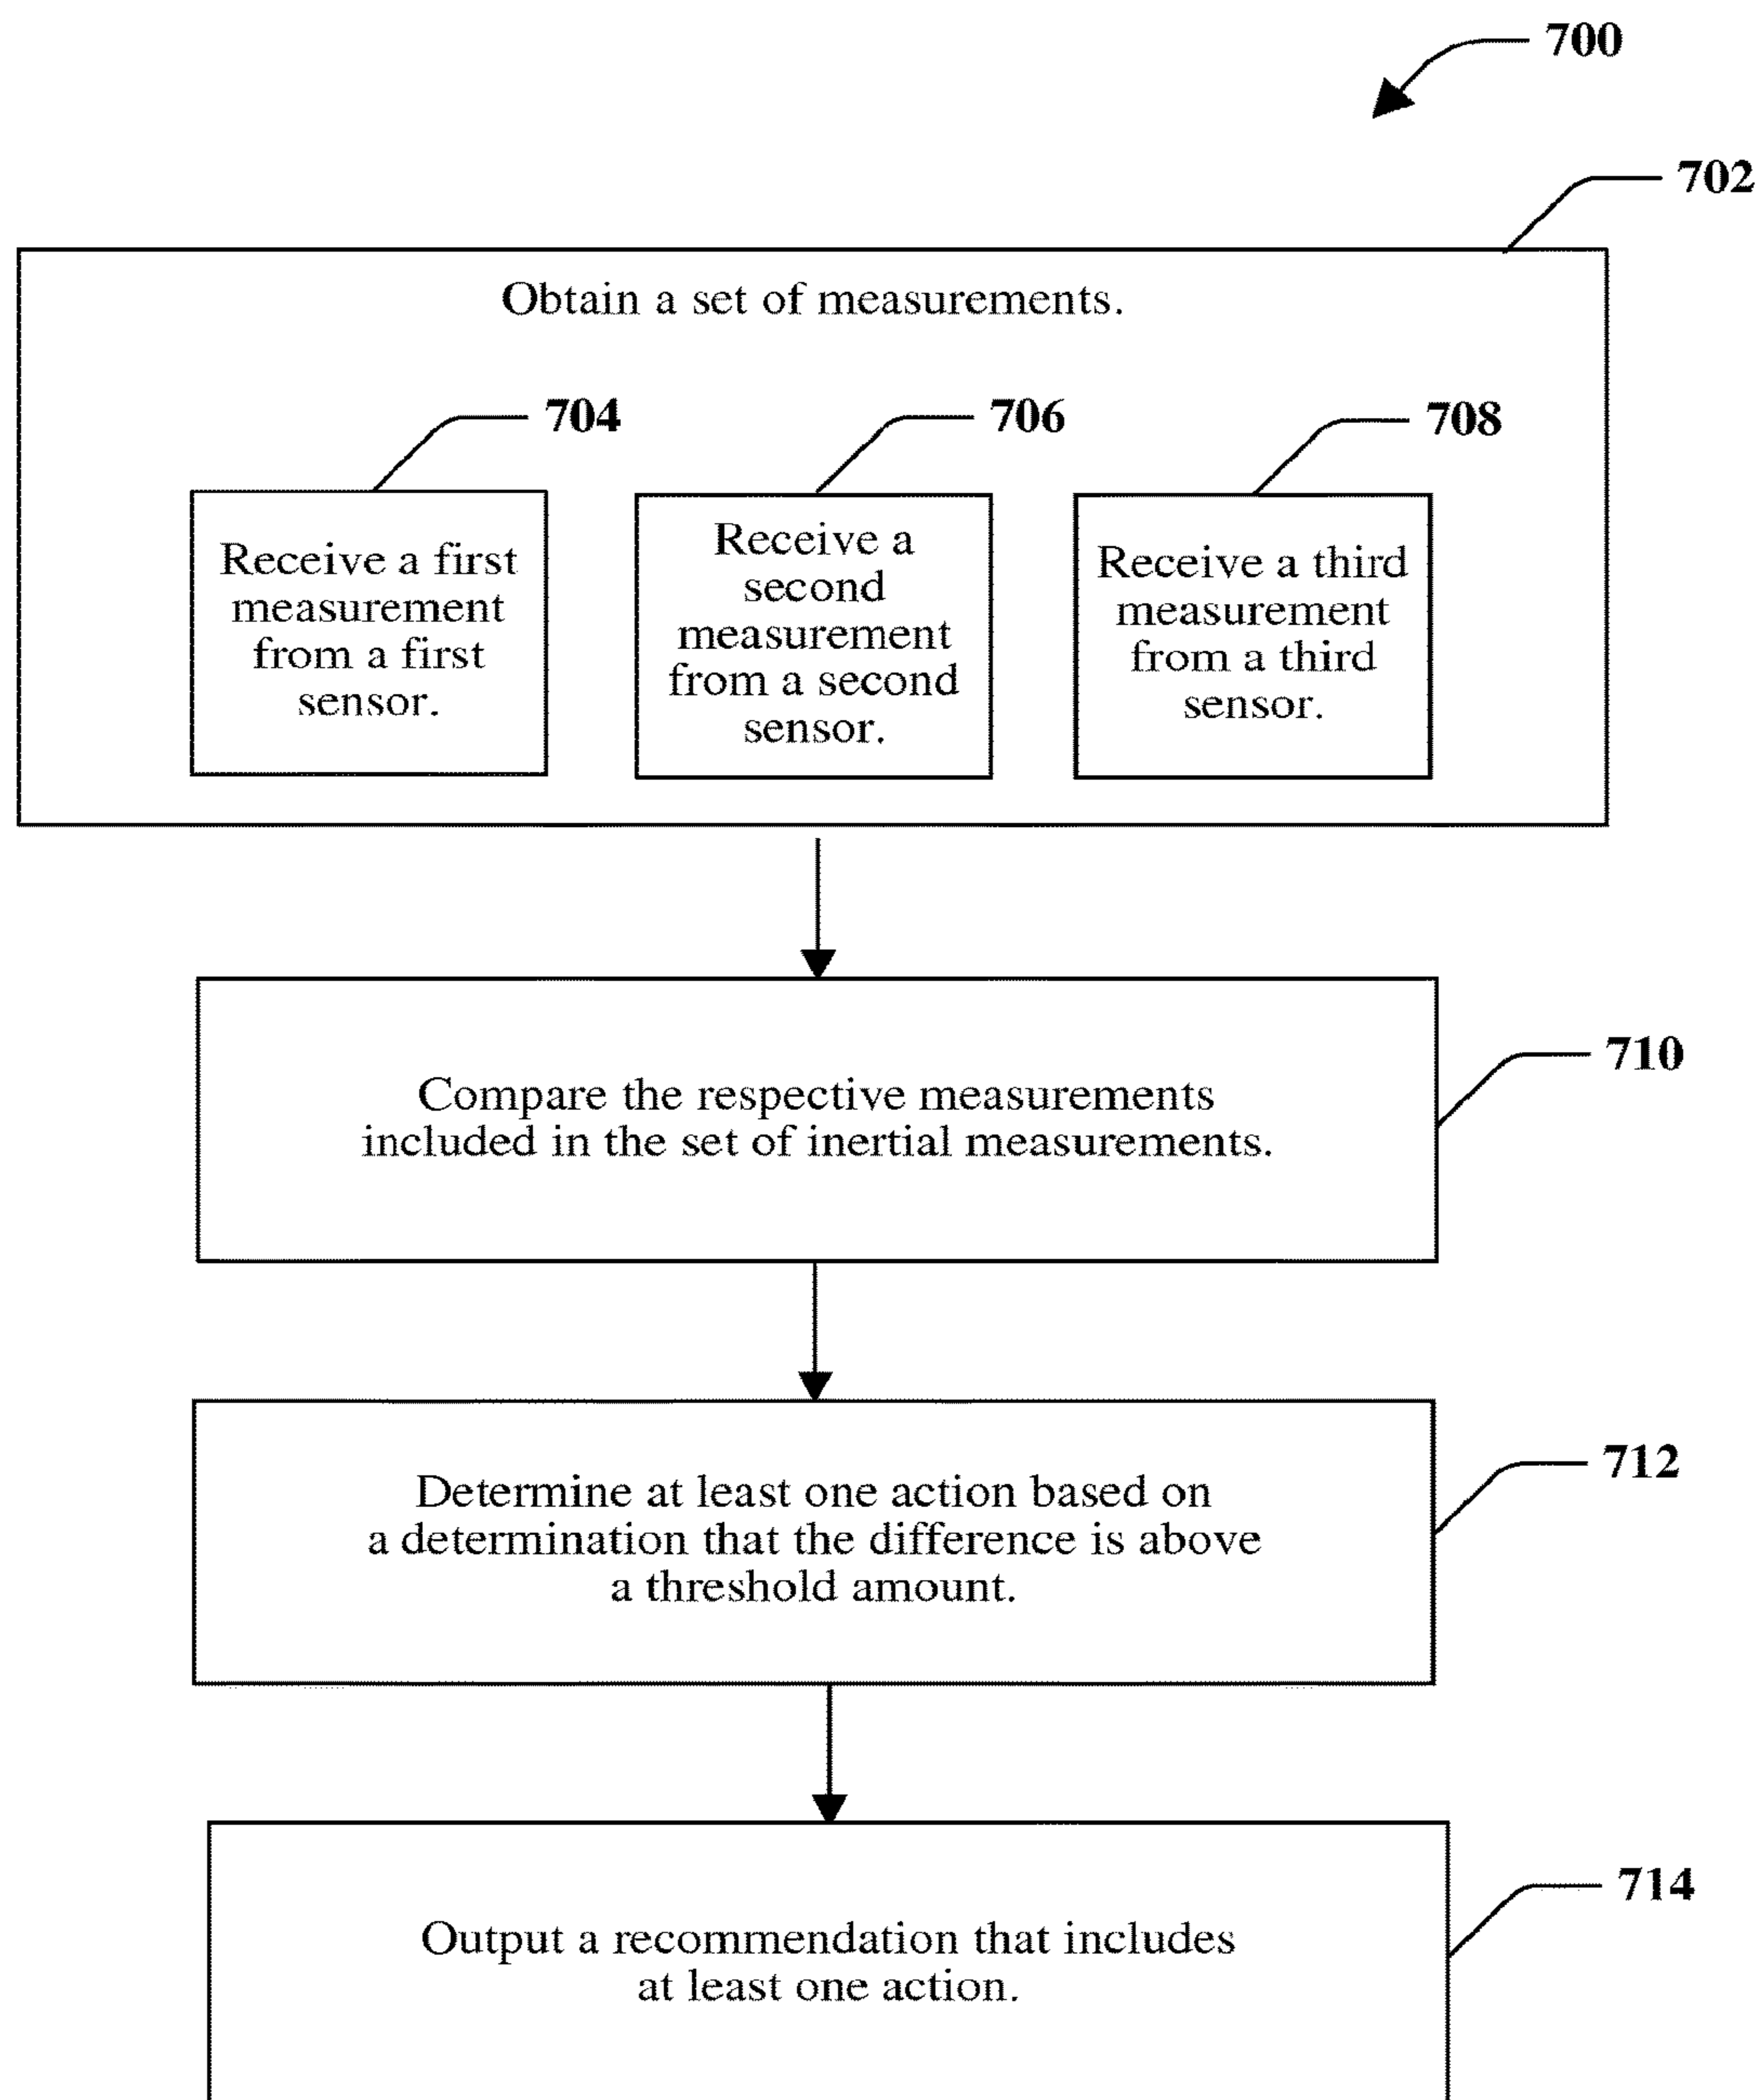 700
702
Obtain a set of measurements.
704
706
708
Receive a first
measurement
from a first
sensor.
Receive a
second
measurement
from a second
sensor.
Receive a third
measurement
from a third
sensor.
710
Compare the respective measurements
included in the set of inertial measurements.
712
Determine at least one action based on
a determination that the difference is above
a threshold amount.
714
Output a recommendation that includes
at least one action.